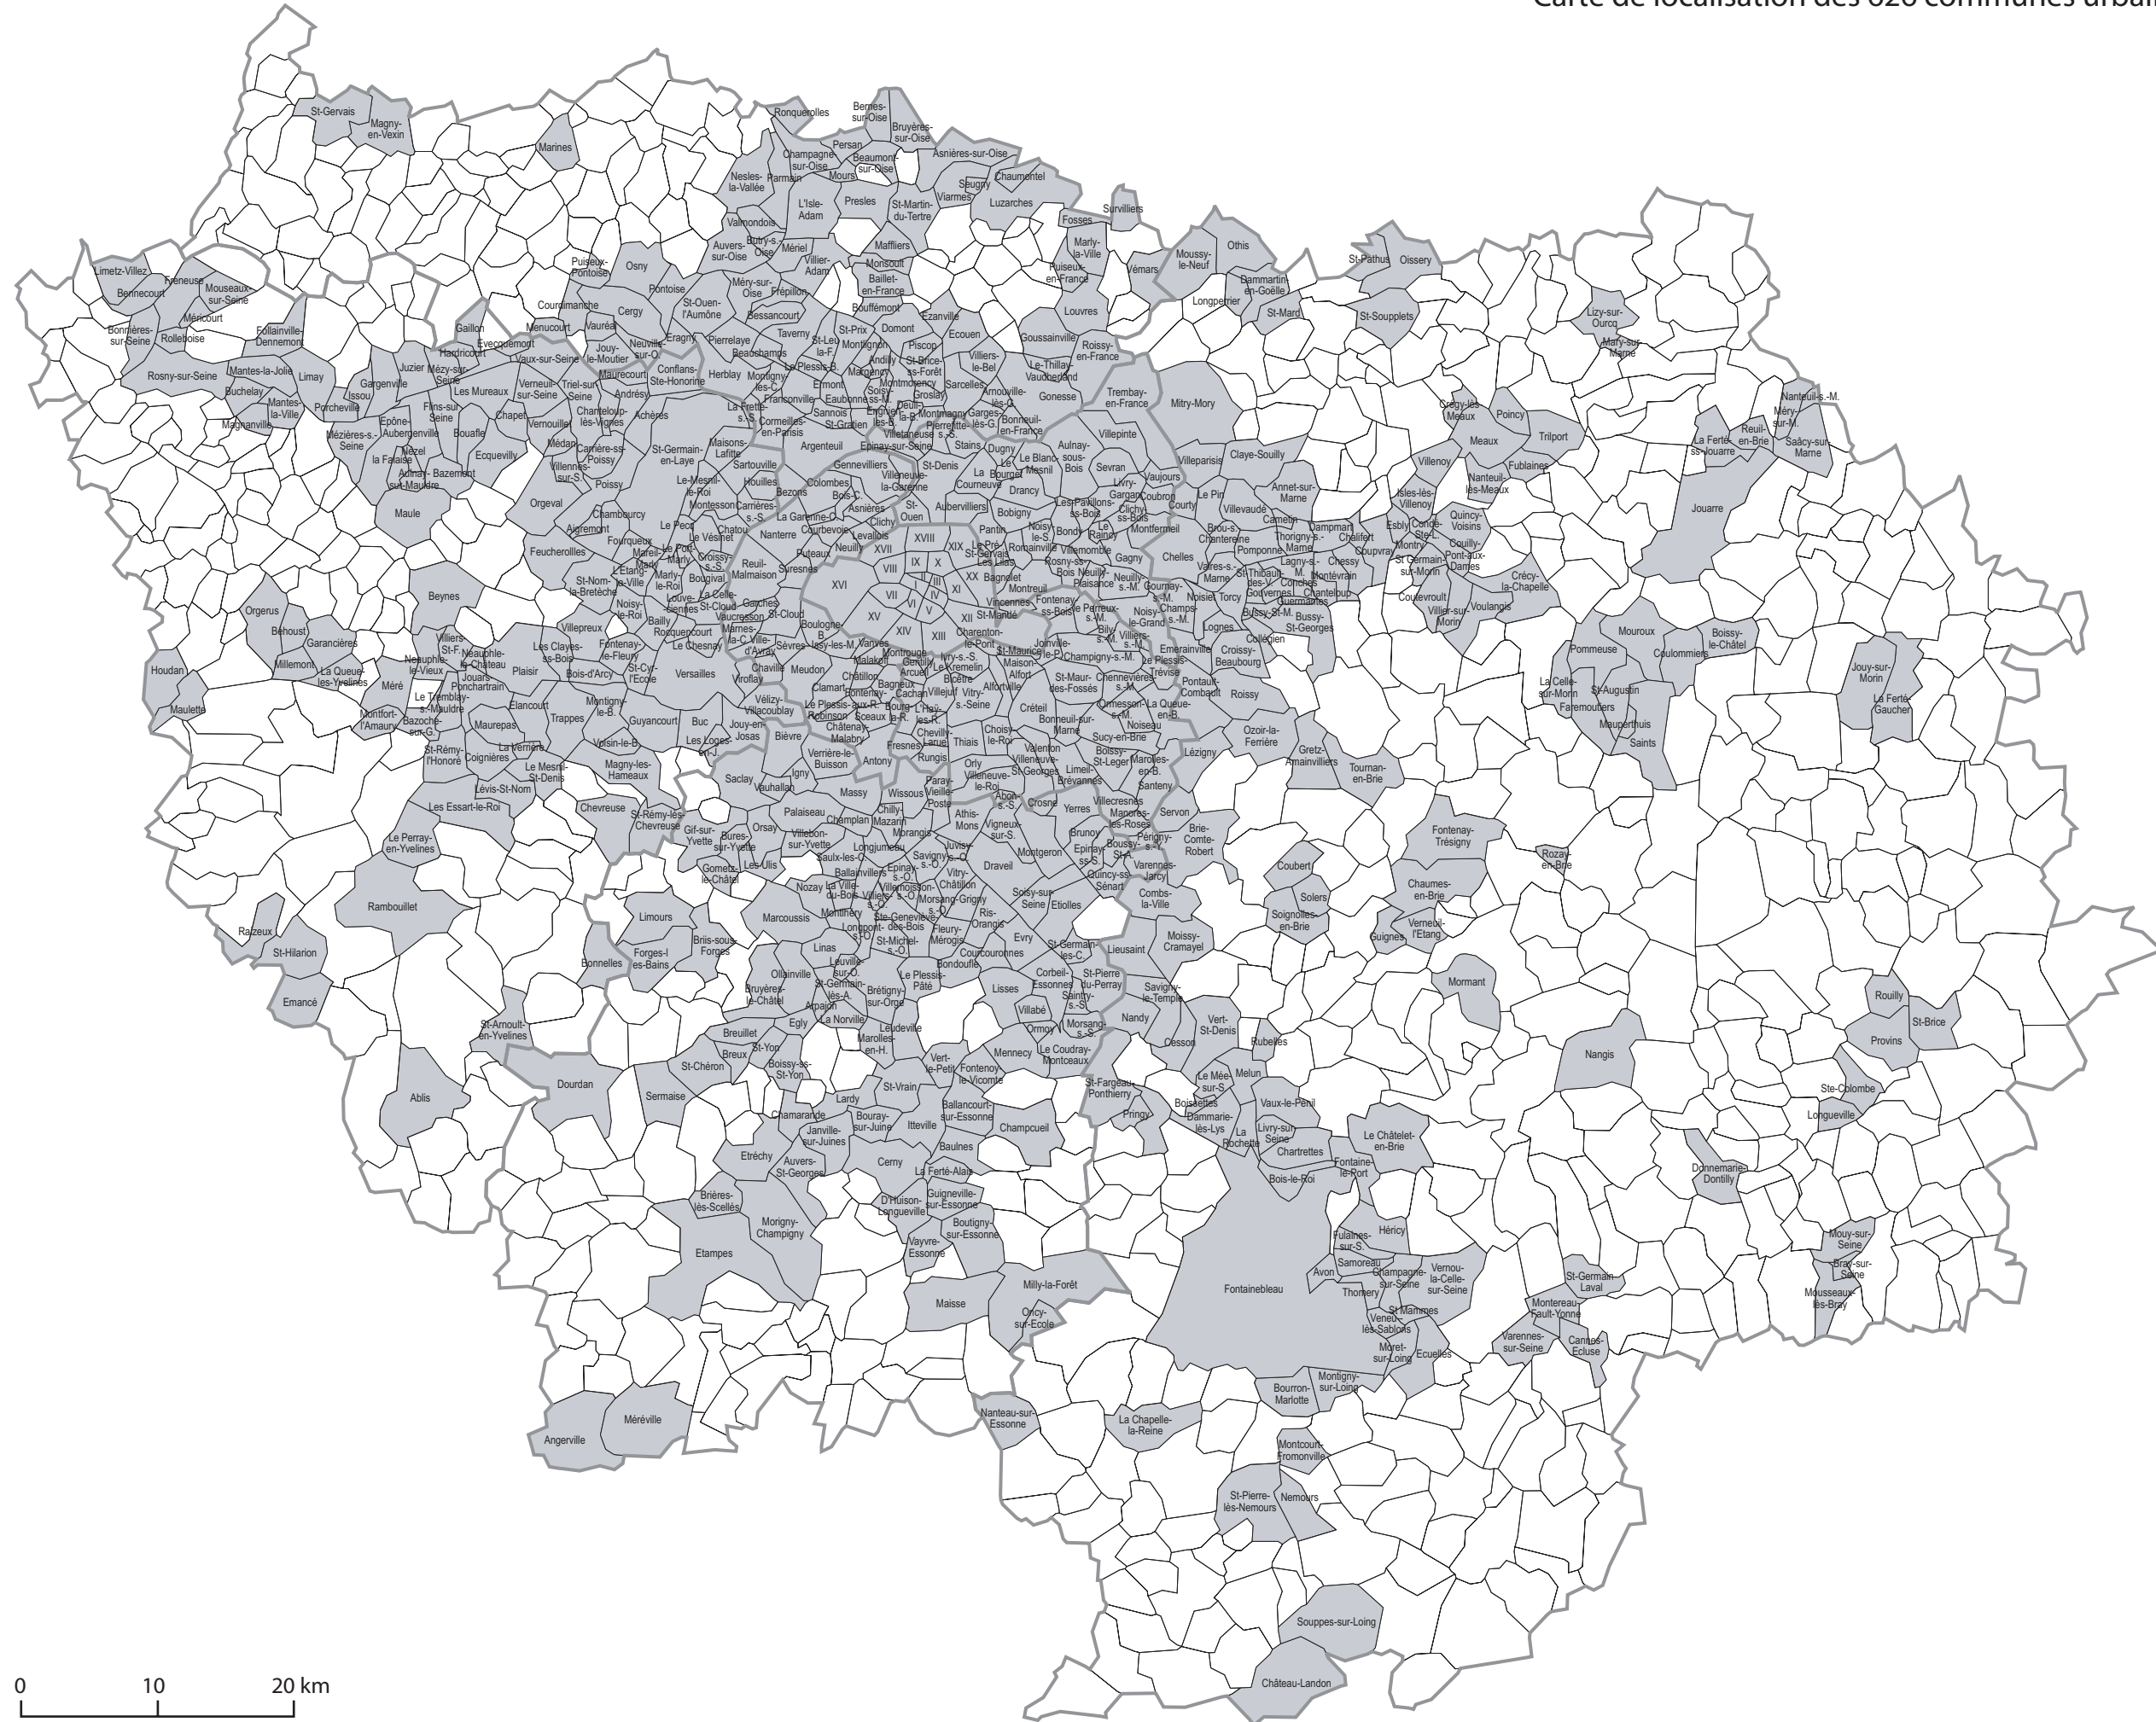 Carte de localisation des 620 communes
St-Gervais
Magny-
en-Vexin
Marines
Ronquerolles
Bernes-
sur-Oise
Bruyères-
sur-Oise
Persan
Champagne-
sur-Oise
Beaumont-
sur-Oise
Asnières-sur-Oise
Mours
Nesles-
la-Vallée
Parmain
Seugny
Chaumontel
Viarmes
Luzarches
L'Isle-
Adam
Presles
St-Martin-
du-Tertre
Survilliers
Fosses
Valmondois
Auvers-
sur-Oise
Butry-s.-
Oise
Mériel
Maffliers
Marly-
la-Ville
Villier-
Adam
Monsoult
Baillet-
en-France
Puiseux-
en-France
Vémars
Moussy-
le-Neuf
Othis
St-Pathus
Oissery
Dammartin-
en-Goële
Longperrier
St-Mard
St-Soupplets
Lizy-sur-
Ourcq
Mary-sur-
Marne
Limetz-Villez
Freneuse
Bennecourt
Mouseaux-
sur-Seine
Méricourt
Bonnières-
sur-Seine
Rolleboise
Follainville-
Dennemont
Rosny-sur-Seine
Mantes-la-Jolie
Limay
Buchelay
Mantes-
la-Ville
Magnanville
Porcheville
Issou
Gargenville
Juzier
Mézy-sur-
Seine
Hardricourt
Gaillon
Evecquemont
Menucourt
Courdimanche
Puiseux-
Pontoise
Osny
Cergy
Pontoise
Vauréal
Vaux-sur-Seine
Les Mureaux
Verneuil-
sur-Seine
Triel-sur
Seine
Jouy-
le-Moutier
Neuville-
sur-O.
Eragny
St-Ouen-
l'Aumône
Méry-sur-
Oise
Frépillon
Bessancourt
Bouffémont
Domont
Ezanville
Ecouen
Louvres
Goussainville
Roissy-
en-France
Maurecourt
Andrésy
Conflans-
Ste-Honorine
Achères
Herblay
Pierrelaye
Beauchamps
Taverny
St-Leu
la-F.
St-Prix
Montlignon
Piscop
Andilly
Margency
St-Brice-
ss-Forêt
Villiers-
le-Bel
Le-Thillay-
Vaucherland
Montigny-
les-C.
Le Plessis-B.
Ermont
Montmorency
Groslay
Sarcelles
Arnouville-
lès-G.
Gonesse
Trembay-
en-France
Mitry-Mory
La Frette-
s.-S.
Franconville
Eaubonne
Sannois
St-Gratien
Cormeilles-
en-Parisis
Argenteuil
Montmagny
Garges-
lès-G.
Bonneuil-
en-France
Villetaneuse
Epinay-sur-Seine
Stains
Dugny
Villepinte
Mézières-s.-
Seine
Epône-
Aubergenville
Flins-sur
Seine
Bouafle
Chapet
Vernouillet
Chanteloup-
lès-Vignes
Médan
Carrière-ss-
Poissy
Villennes-
sur-S.
Poissy
Ecquevilly
Nézel
la Falaise
Aulnay-
sur-Mauldre
Bazemont
Maule
Orgeval
Aigremont
Chambourcy
St-Germain-
en-Laye
Maisons-
Lafitte
Sartouville
Le-Mesnil-
le-Roi
Houilles
Bezons
Montesson
Carrières-
s.-S.
Gennevilliers
Colombes
Bois-C.
Asnières
Villeneuve-
la-Garenne
St-Denis
La
Courneuve
Le
Bourget
Le Blanc-
Mesnil
Aulnay-
sous-
Bois
Sevran
Drancy
Villeparisis
Claye-Souilly
Vaujours
Livry-
Gargan
Coubron
Courty
Clichy-
ss-Bois
Montfermeil
Le Pin
Villevaudé
Annet-sur-
Marne
Carnetin
St-
Ouen
Aubervilliers
Bobigny
Clichy
Levallois
La Garenne-C.
Courbevoie
Nanterre
Puteaux
Neuilly
Chatou
Le Vésinet
Le Pecq
Croissy-
s.-S.
Rueil-
Malmaison
Suresnes
Feucherollles
Fourqueux
Mareil-
Marly
Le Port-
Marly
Marly-
le-Roi
L'Etang-
la-Ville
St-Nom-
la-Bretèche
Noisy-
le-Roi
Bailly
Louve-
ciennes
Bougival
La Celle-
St-Cloud
Vaucresson
Garches
St-Cloud
Rocquencourt
Le Chesnay
Marnes-
la-C.
Ville-
d'Avray
Sèvres
Boulogne-
B.
Issy-les-M.
Vanves
Malakoff
Montrouge
XVI
XVII
XVIII
XIX
VIII
IX
X
II
III
XI
XX
VII
VI
IV
V
XV
XIV
XIII
XII
Pantin
Le Pré-
St-Gervais
Les Lilas
Romainville
Noisy-
le-S.
Bondy
Les-Pavillons-
ss-Bois
Le
Raincy
Villemomble
Gagny
Bagnolet
Montreuil
Rosny-ss-
Bois
Neuilly-
Plaisance
Neuilly-
s.-M.
Vincennes
St-Mandé
Fontenay-
ss-Bois
Le Perreux-
s.-M.
Noisy-
le-Grand
Gournay-
s.-M.
Champs-
s.-M.
Chelles
Brou-s.-
Chantereine
Pomponne
Thorigny-s.-
Marne
Dampmart
Chalifert
Coupvray
Vaires-s.-
Marne
Lagny-s.-
M.
Chessy
Montévrain
Conches
St-Thibault-
des-V.
Gouvernes
Chanteloup
Guermantes
Torcy
Noisiel
Bussy-St-M.
Bussy-
St-Georges
Lognes
Collégien
Croissy-
Beaubourg
Emerainville
Crégy-lès
Meaux
Poincy
Meaux
Trilport
Villenoy
Fublaines
Nanteuil-
lès-Meaux
Isles-lès-
Villenoy
Quincy-
Voisins
Esbly
Condé-
Ste-L.
Montry
Couilly-
Pont-aux-
Dames
St Germain-
sur-Morin
Coutevroult
Villier-sur-
Morin
Voulangis
Crécy-
la-Chapelle
La Ferté-
ss-Jouarre
Reuil-
en-Brie
Nanteuil-s.-M.
Méry-
sur-M.
Saâcy-sur-
Marne
Jouarre
Mouroux
Pommeuse
Coulommiers
Boissy-
le-Châtel
La Celle-
sur-Morin
Faremoutiers
St-Augustin
Mauperthuis
Saints
Jouy-sur-
Morin
La Ferté-
Gaucher
Orgerus
Béhoust
Garancières
Millemont
La Queue-
les-Yvelines
Houdan
Maulette
Beynes
Méré
Montfort-
l'Amaury
Bazoche-
sur-G.
Le Tremblay-
s.-Mauldre
Neauphle-
le-Vieux
Villiers-
St-F.
Neauphle-
le-Château
Jouars
Ponchartrain
Plaisir
Les Clayes-
ss-Bois
Villepreux
Fontenay-
le-Fleury
Bois-d'Arcy
St-Cyr-
l'Ecole
Versailles
Viroflay
Chaville
Meudon
Vélizy-
Villacoublay
Elancourt
Trappes
Maurepas
Montigny-
le-B.
Guyancourt
Buc
Jouy-en-
Josas
Les Loges-
en-J.
Bièvre
St-Rémy-
l'Honoré
Coignières
La Verrière
Le Mesnil-
St-Denis
Voisin-le-B.
Magny-les-
Hameaux
Lévis-St-Nom
Les Essart-le-Roi
Chevreuse
St-Rémy-lès-
Chevreuse
Le Perray-
en-Yvelines
Rambouillet
Raizeux
St-Hilarion
Emancé
St-Arnoult-
en-Yvelines
Ablis
Bonnelles
Limours
Forges-l
es-Bains
Briis-sous-
Forges
Clamart
Châtillon
Bagneux
Fontenay-
aux-R.
Le Plessis-
Robinson
Sceaux
Bourg-
la-R.
Châtenay-
Malabry
Antony
Verrière-le-
Buisson
Gentilly
Arcueil
Le Kremlin
Bicêtre
Ivry-s.-S.
Cachan
Villejuif
Vitry-
s.-Seine
L'Haÿ-
les-R.
Chevilly-
Larue
Fresnes
Rungis
Thiais
Choisy-
le-Roi
Orly
Charenton-
le-Pont
St-Maurice
Joinville-
le-P.
Maison-
Alfort
Alfortville
Créteil
St-Maur-
des-Fossés
Champigny-s.-M.
Villiers-
s.-M.
Le Plessis-
Trévise
Chennevières-
s.-M.
Ormesson-
s.-M.
La Queue-
en-B.
Noiseau
Sucy-en-Brie
Bonneuil-sur-
Marne
Valenton
Villeneuve-
St-Georges
Villeneuve-
le-Roi
Limeil-
Brévannes
Boissy-
St-Leger
Marolles-
en-B.
Santeny
Villecresnes
Périgny-
s.-Y.
Pontault-
Combault
Roissy
Ozoir-la-
Ferrière
Lézigny
Gretz-
Amainvilliers
Tournan-
en-Brie
Servon
Brie-
Comte-
Robert
Saclay
Vauhallan
Igny
Massy
Wissous
Paray-
Vieille-
Poste
Palaiseau
Champlan
Chilly-
Mazarin
Morangis
Athis-
Mons
Abon-
s.-S.
Crosne
Yerres
Vigneux-
sur-S.
Montgeron
Brunoy
Epinay-
ss-S.
Boussy-
St-A.
Quincy-ss-
Sénart
Varennes-
Jarcy
Gif-sur-
Yvette
Bures-
sur-Yvette
Orsay
Villebon-
sur-Yvette
Les-Ulis
Gometz-
le-Châtel
Longjumeau
Saulx-les-C.
Ballainvilliers
Epinay-
s.-O.
Savigny-
s.-O.
Juvisy-
s.-O.
Draveil
Nozay
La Ville-
du-Bois
Marcoussis
Montlhéry
Longpont-
s.-O.
Ste-Geneviève-
des-Bois
Morsang-
s.-O.
Grigny
Vitry-
Châtillon
Ris-
Orangis
Soisy-sur-
Seine
Etiolles
Combs-
la-Ville
Linas
St-Michel-
s.-O.
Fleury-
Mérogis
Evry
Courcouronnes
Bondoufle
St-Germain-
les-C.
Lieusaint
Moissy-
Cramayel
Ollainville
Leuville-
sur-O.
St-Germain-
lès-A.
Arpajon
La Norville
Bruyères-
le-Châtel
Egly
Brétigny-
sur-Orge
Le Plessis-
Pâté
Lisses
Corbeil-
Essonnes
St-Pierre
du-Perray
Saintry-
s.-S.
Savigny-
le-Temple
Villabé
Ormoy
Morsang-
s.-S.
Nandy
Cesson
Vert-
St-Denis
Rubelles
Breuillet
Breux
St-Yon
Boissy-ss-
St-Yon
St-Chéron
Leudeville
Marolles-
en-H.
Vert-
le-Petit
Mennecy
Fontenoy-
le-Vicomte
Le Coudray-
Montceaux
St-Fargeau-
Ponthierry
Pringy
Dourdan
Sermaise
Lardy
Chamarande
Janville-
sur-Juines
Bouray-
sur-Juine
St-Vrain
Itteville
Ballancourt-
sur-Essonne
Champcueil
Baulnes
Etréchy
Auvers-
St-Georges
Cerny
La Ferté-Alais
D'Huison-
Longueville
Guigneville-
sur-Essonne
Boutigny-
sur-Essonne
Vayvre-
Essonne
Brières-
lès-Scellès
Morigny-
Champigny
Etampes
Maisse
Milly-la-Forêt
Oncy-
sur-Ecole
Angerville
Méréville
Coubert
Solers
Soignolles-
en-Brie
Fontenay-
Trésigny
Rozay-
en-Brie
Chaumes-
en-Brie
Guignes
Verneuil-
l'Etang
Mormant
Nangis
Rouilly
St-Brice
Provins
Ste-Colombe
Longueville
Donnemarie-
Dontilly
Mouy-sur-
Seine
Bray-sur-
Seine
Mousseaux-
lès-Bray
Le Mée-
sur-S.
Melun
Boissettes
Dammarie-
lès-Lys
La
Rochette
Vaux-le-Pénil
Livry-sur-
Seine
Chartrettes
Fontaine-
le-Port
Le Châtelet-
en-Brie
Bois-le-Roi
Fontainebleau
Héricy
Fulaines-
sur-S.
Samoreau
Avon
Champagne-
sur-Seine
Thomery
Vernou-
la-Celle-
sur-Seine
St Mammes
Veneu-
lès-Sablons
Moret-
sur-Loing
Ecuelles
Montigny-
sur-Loing
Bourron-
Marlotte
St-Germain-
Laval
Montereau-
Fault-Yonne
Varennes-
sur-Seine
Cannes-
Ecluse
Nanteau-sur-
Essonne
La Chapelle-
la-Reine
Montcourt-
Fromonville
St-Pierre-
lès-Nemours
Nemours
Souppes-sur-Loing
Château-Landon
0 10 20 km